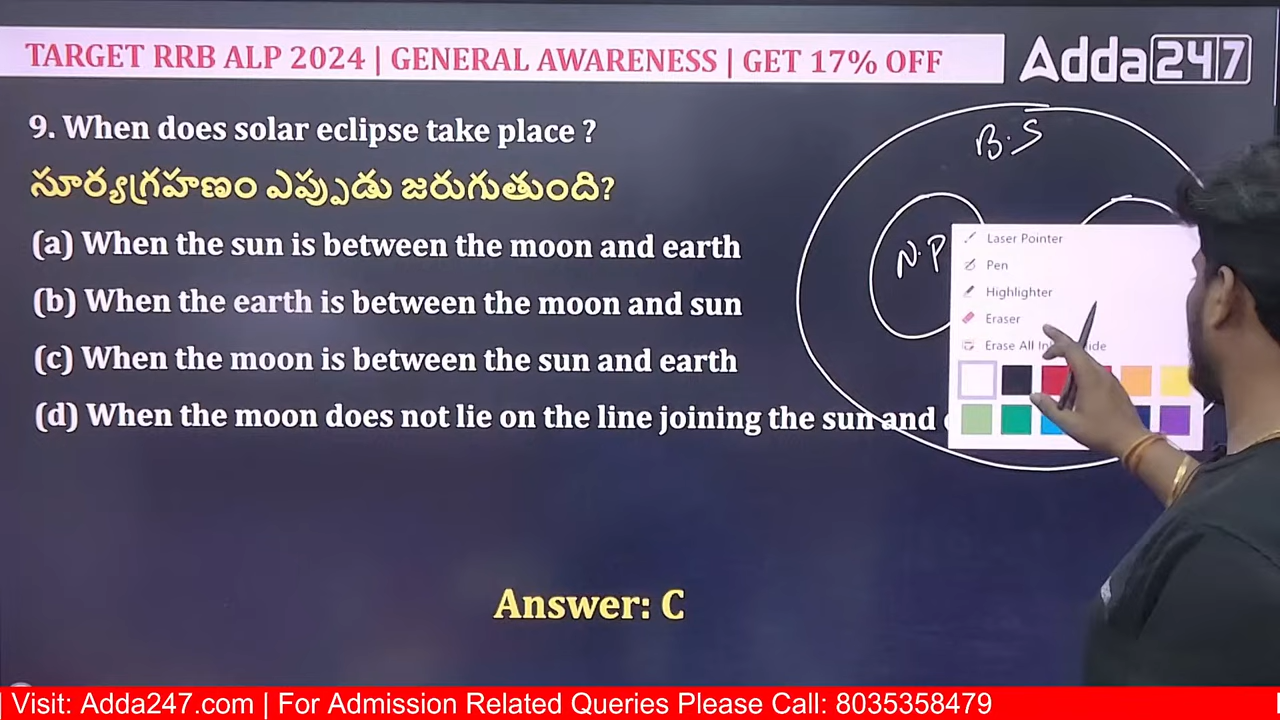 TARGET RRB ALP 2024 | GENERAL AWARENESS | GET 17% OFF
Adda247
9. When does solar eclipse take place ?
సూర్యగ్రహణం ఎప్పుడు జరుగుతుంది?
(a) When the sun is between the moon and earth
(b) When the earth is between the moon and sun
(c) When the moon is between the sun and earth
(d) When the moon does not lie on the line joining the sun and
B.S
N.P
Laser Pointer
Pen
Highlighter
Eraser
Erase All
Answer: C
| Visit: Adda247.com | For Admission Related Queries Please Call: 8035358479